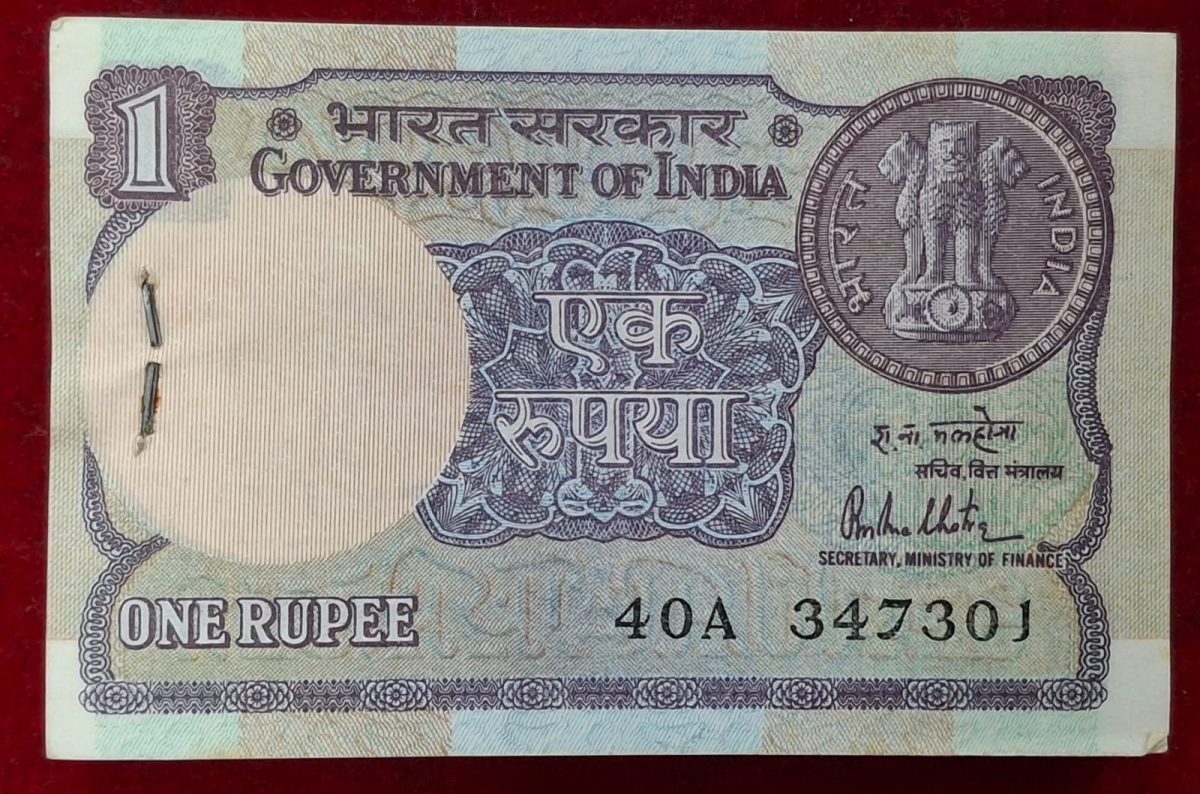 1
भारत सरकार
GOVERNMENT OF INDIA
भारत
INDIA
एक
रुपया
रा. ना. मल्होत्रा
सचिव, वित्त मंत्रालय
SECRETARY, MINISTRY OF FINANCE
ONE RUPEE
40A 347301